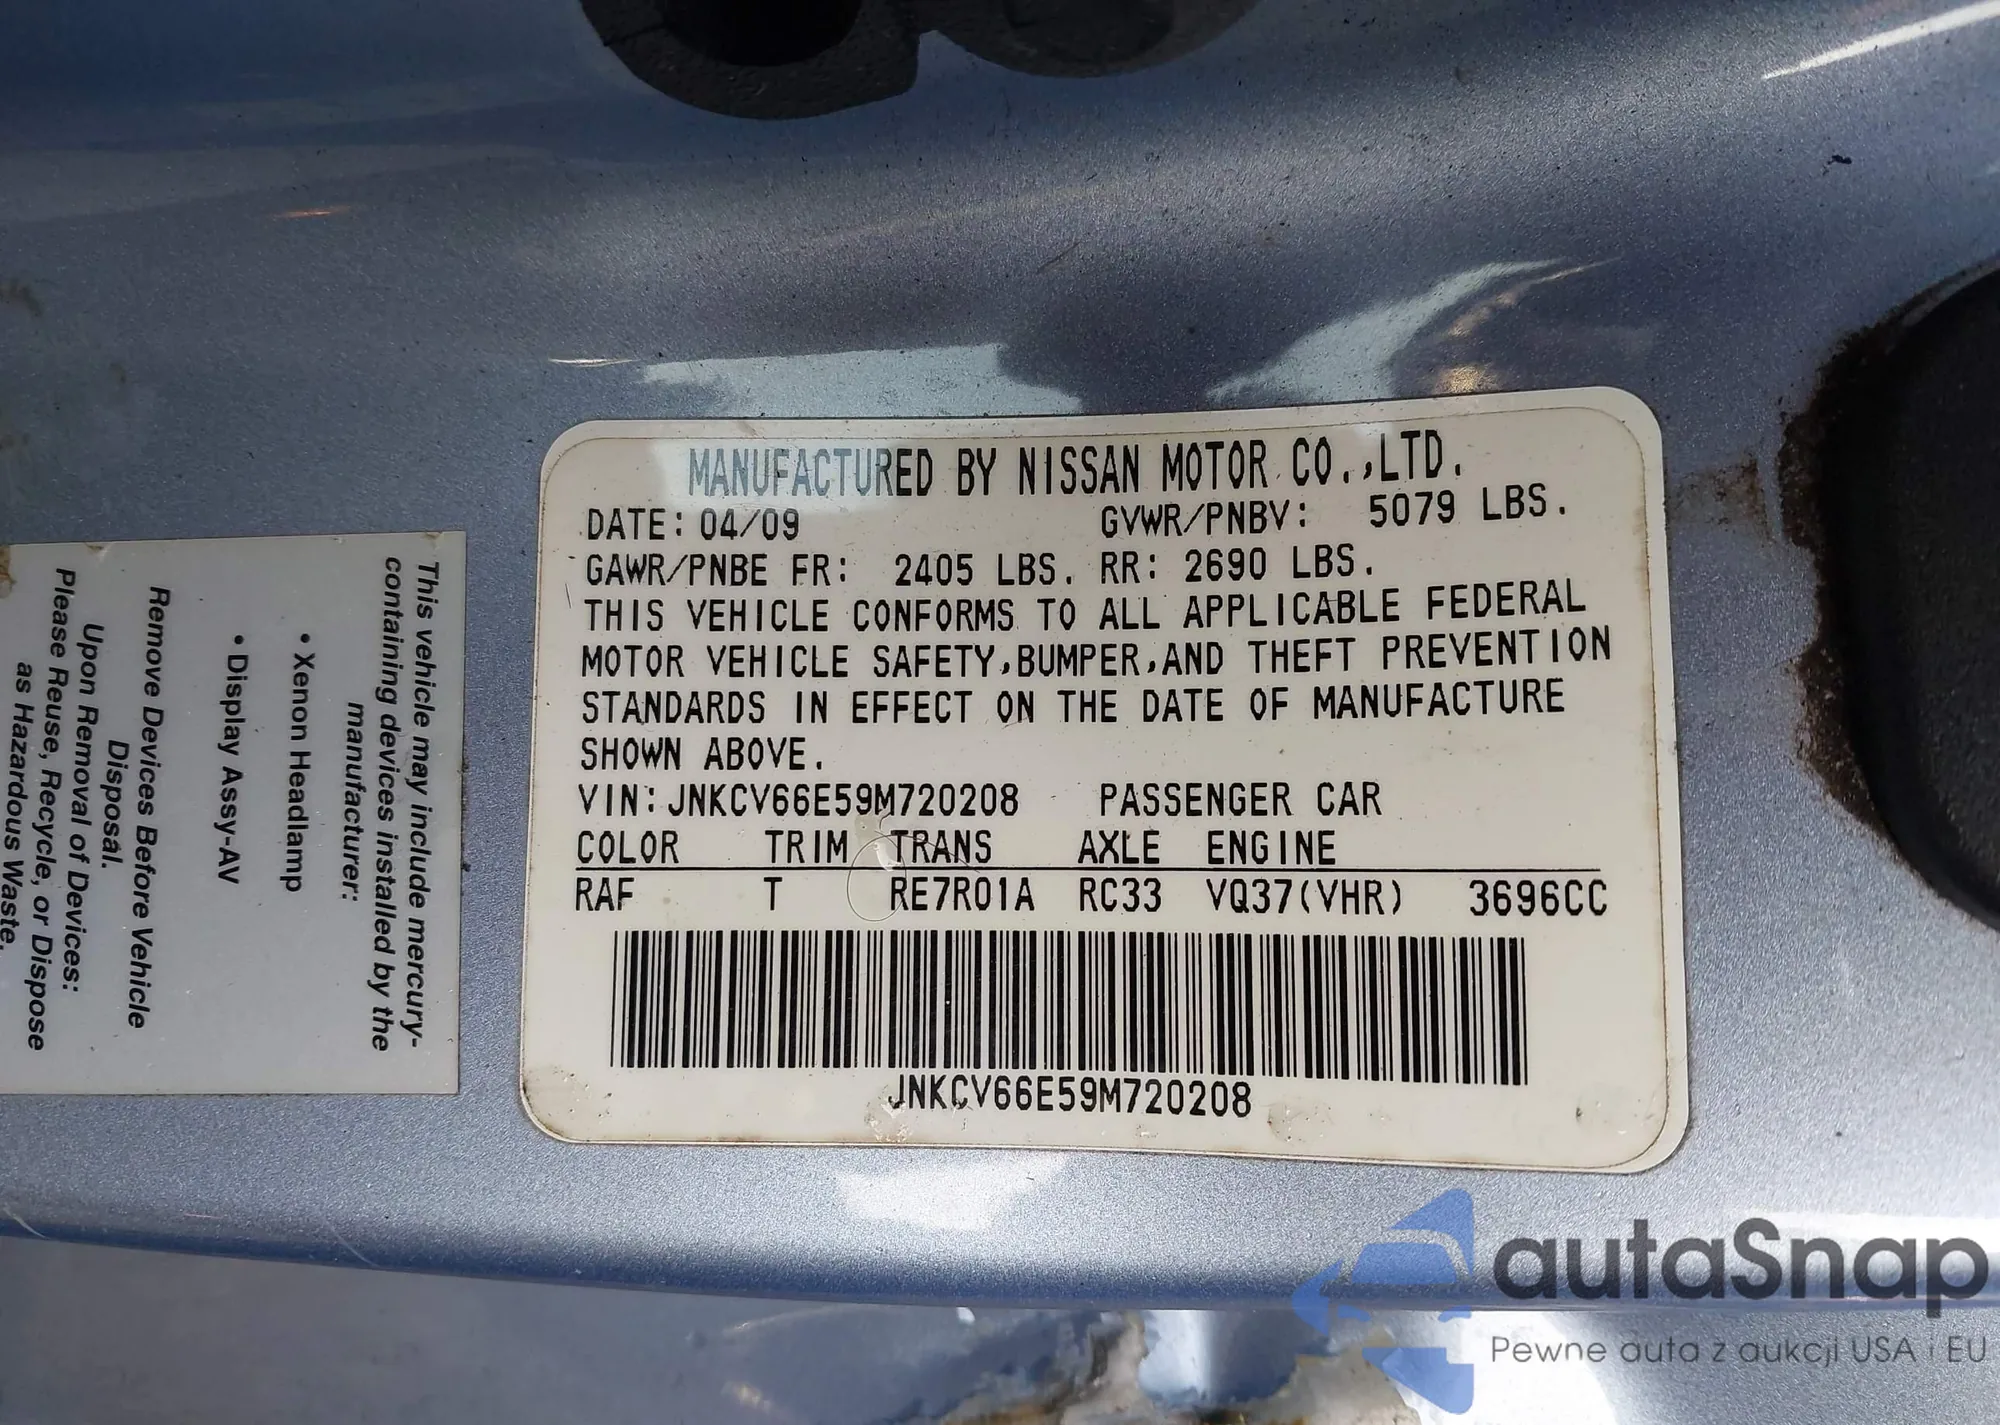 MANUFACTURED BY NISSAN MOTOR CO.,LTD.
DATE: 04/09 GVWR/PNBV: 5079 LBS.
GAWR/PNBE FR: 2405 LBS. RR: 2690 LBS.
THIS VEHICLE CONFORMS TO ALL APPLICABLE FEDERAL
MOTOR VEHICLE SAFETY,BUMPER,AND THEFT PREVENTION
STANDARDS IN EFFECT ON THE DATE OF MANUFACTURE
SHOWN ABOVE.
VIN:JNKCV66E59M720208 PASSENGER CAR
COLOR TRIM TRANS AXLE ENGINE
RAF T RE7R01A RC33 VQ37(VHR) 3696CC
JNKCV66E59M720208
This vehicle may include mercury-
containing devices installed by the
manufacturer:
• Xenon Headlamp
• Display Assy-AV
Remove Devices Before Vehicle
Disposal.
Upon Removal of Devices:
Please Reuse, Recycle, or Dispose
as Hazardous Waste.
autaSnap
Pewne auta z aukcji USA i EU